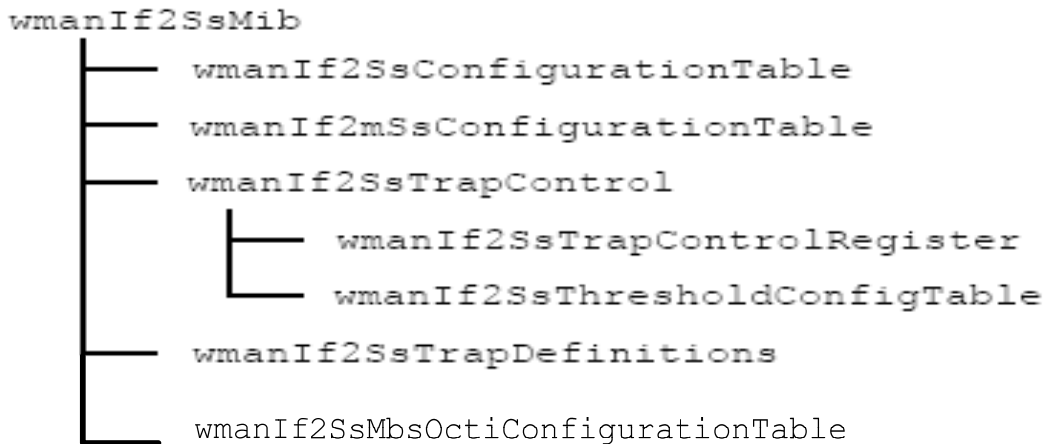 wmanIf2SsMib
wmanIf2SsConfigurationTable
wmanIf2mSsConfigurationTable
wmanIf2SsTrapControl
wmanIf2SsTrapControlRegister
wmanIf2SsThresholdConfigTable
wmanIf2SsTrapDefinitions
wmanIf2SsMbsOctiConfigurationTable